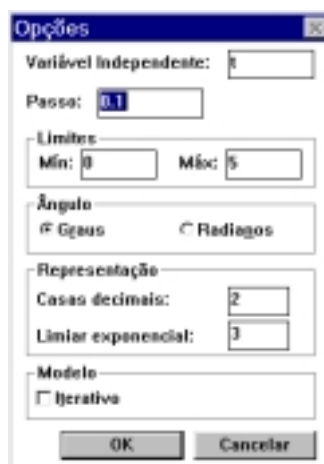 Opções
Variável Independente: t
Passo: 0.1
Limites
Mín: 0 Máx: 5
Ângulo
Graus Radianos
Representação
Casas decimais: 2
Limiar exponencial: 3
Modelo
Iterativo
OK Cancelar